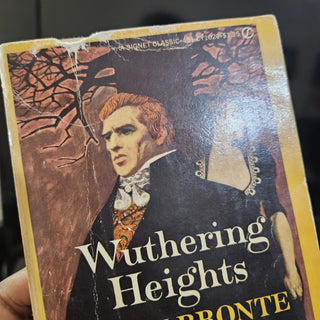 A SIGNET CLASSIC
Wuthering
Heights
BRONTE